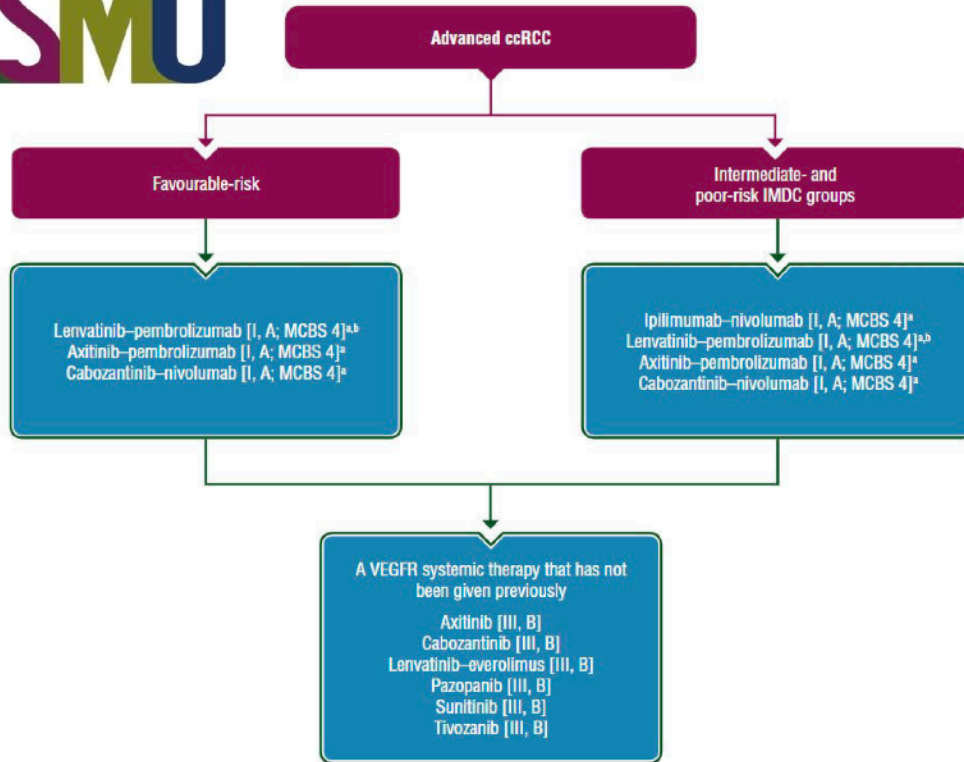 Advanced ccRCC
Favourable-risk
Intermediate- and
poor-risk IMDC groups
Lenvatinib–pembrolizumab [I, A; MCBS 4]ᵃ,ᵇ
Axitinib–pembrolizumab [I, A; MCBS 4]ᵃ
Cabozantinib–nivolumab [I, A; MCBS 4]ᵃ
Ipilimumab–nivolumab [I, A; MCBS 4]ᵃ
Lenvatinib–pembrolizumab [I, A; MCBS 4]ᵃ,ᵇ
Axitinib–pembrolizumab [I, A; MCBS 4]ᵃ
Cabozantinib–nivolumab [I, A; MCBS 4]ᵃ
A VEGFR systemic therapy that has not
been given previously
Axitinib [III, B]
Cabozantinib [III, B]
Lenvatinib–everolimus [III, B]
Pazopanib [III, B]
Sunitinib [III, B]
Tivozanib [III, B]